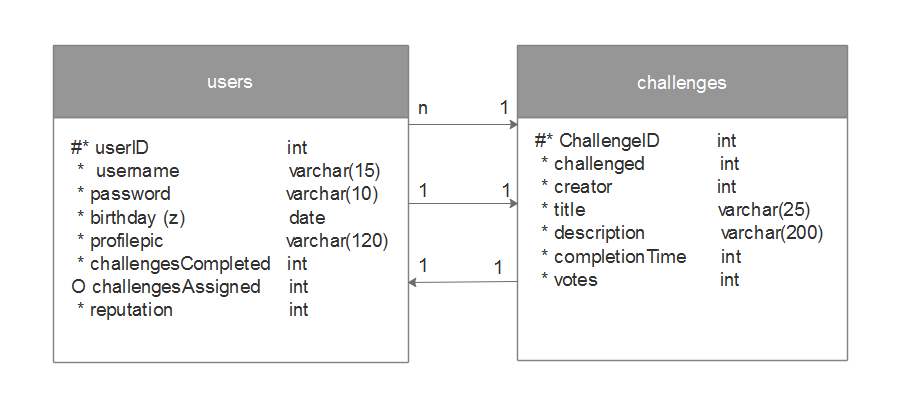 users
#* userID int
* username varchar(15)
* password varchar(10)
* birthday (z) date
* profilepic varchar(120)
* challengesCompleted int
O challengesAssigned int
* reputation int
n 1
1 1
1 1
challenges
#* ChallengeID int
* challenged int
* creator int
* title varchar(25)
* description varchar(200)
* completionTime int
* votes int